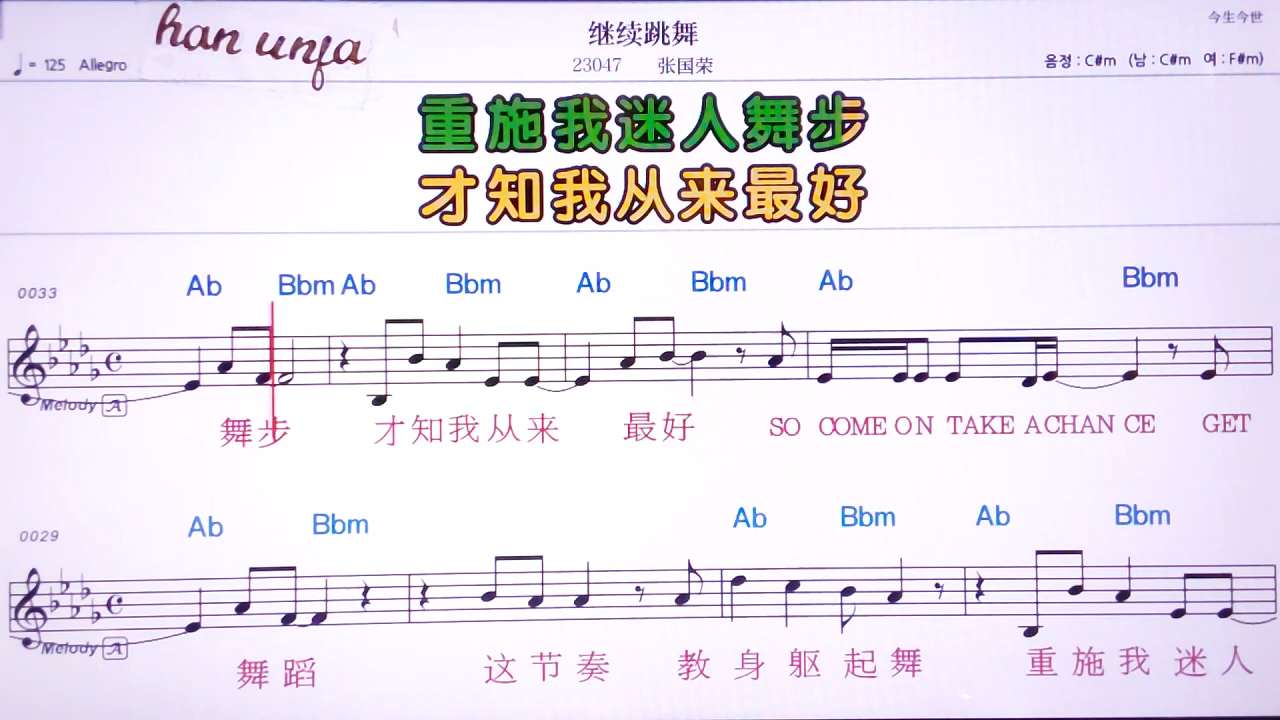 han unfa
继续跳舞
今生今世
♩= 125 Allegro
23047 张国荣
음정 : C#m (남 : C#m 여 : F#m)
重施我迷人舞步
才知我从来最好
0033
Ab Bbm Ab Bbm Ab Bbm Ab Bbm
Melody A
舞步 才知我从来 最好 SO COME ON TAKE A CHAN CE GET
0029
Ab Bbm Ab Bbm Ab Bbm
Melody A
舞蹈 这节奏 教身躯起舞 重施我迷人